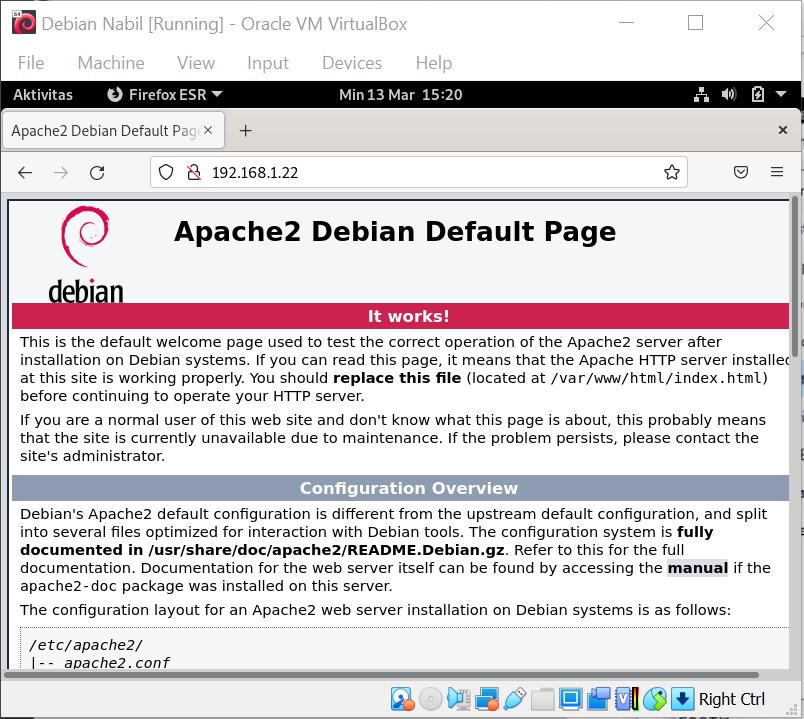 Debian Nabil [Running] - Oracle VM VirtualBox
File Machine View Input Devices Help
Aktivitas Firefox ESR Min 13 Mar 15:20
Apache2 Debian Default Page
192.168.1.22
debian
Apache2 Debian Default Page
It works!
This is the default welcome page used to test the correct operation of the Apache2 server after
installation on Debian systems. If you can read this page, it means that the Apache HTTP server installed
at this site is working properly. You should replace this file (located at /var/www/html/index.html)
before continuing to operate your HTTP server.
If you are a normal user of this web site and don't know what this page is about, this probably means
that the site is currently unavailable due to maintenance. If the problem persists, please contact the
site's administrator.
Configuration Overview
Debian's Apache2 default configuration is different from the upstream default configuration, and split
into several files optimized for interaction with Debian tools. The configuration system is fully
documented in /usr/share/doc/apache2/README.Debian.gz. Refer to this for the full
documentation. Documentation for the web server itself can be found by accessing the manual if the
apache2-doc package was installed on this server.
The configuration layout for an Apache2 web server installation on Debian systems is as follows:
/etc/apache2/
|-- apache2.conf
Right Ctrl